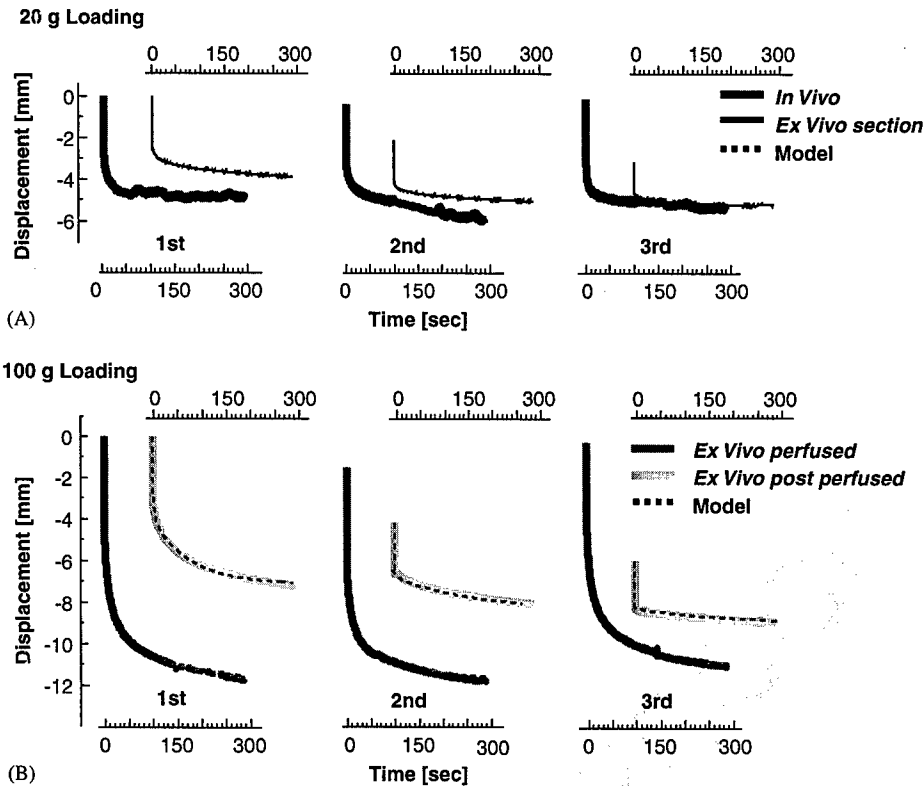 20 g Loading
0 150 300 0 150 300 0 150 300
Displacement [mm]
0
-2
-4
-6
In Vivo
Ex Vivo section
Model
1st 2nd 3rd
0 150 300 0 150 300 0 150 300
Time [sec]
(A)
100 g Loading
0 150 300 0 150 300 0 150 300
Displacement [mm]
0
-2
-4
-6
-8
-10
-12
Ex Vivo perfused
Ex Vivo post perfused
Model
1st 2nd 3rd
0 150 300 0 150 300 0 150 300
Time [sec]
(B)